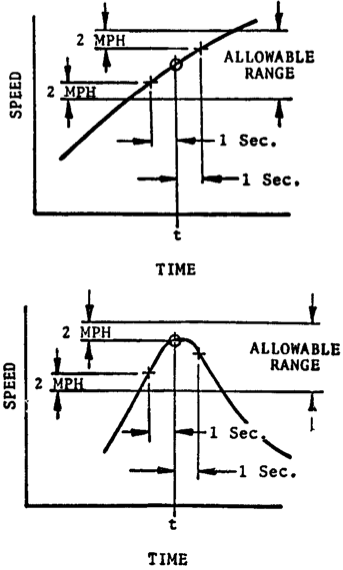 2 MPH
ALLOWABLE
RANGE
2 MPH
SPEED
1 Sec.
1 Sec.
t
TIME
2 MPH
ALLOWABLE
RANGE
2 MPH
SPEED
1 Sec.
1 Sec.
t
TIME